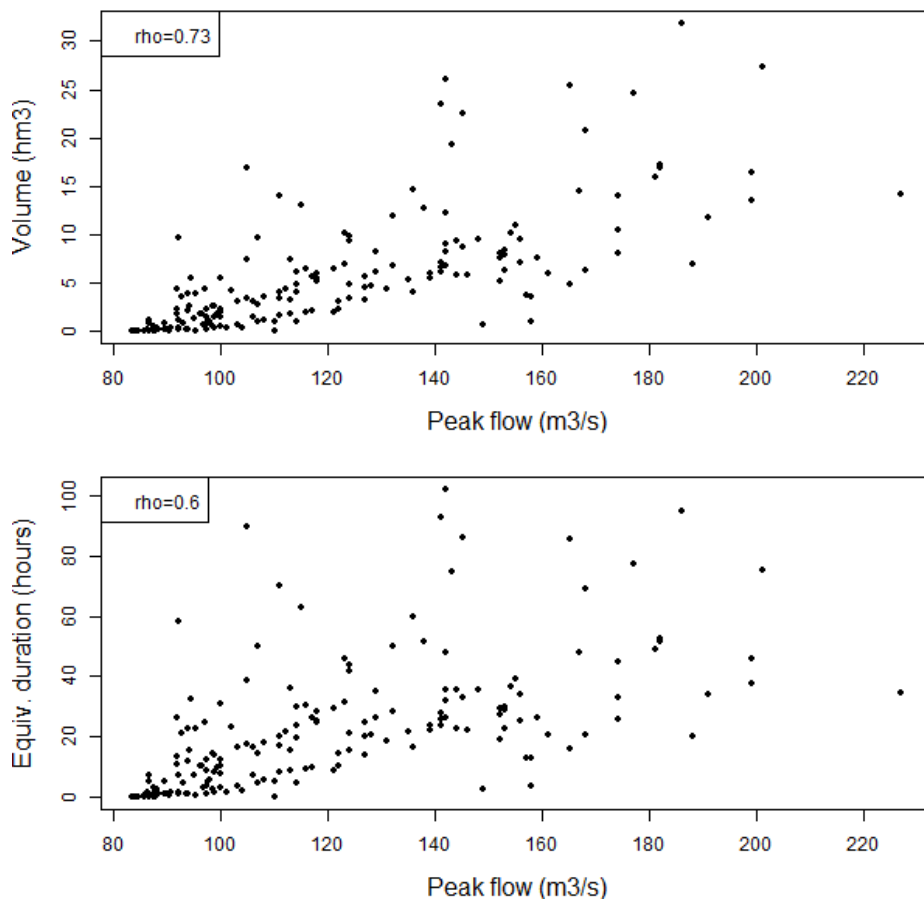 rho=0.73
Volume (hm3)
30
25
20
15
10
5
0
80 100 120 140 160 180 200 220
Peak flow (m3/s)
rho=0.6
Equiv. duration (hours)
100
80
60
40
20
0
80 100 120 140 160 180 200 220
Peak flow (m3/s)